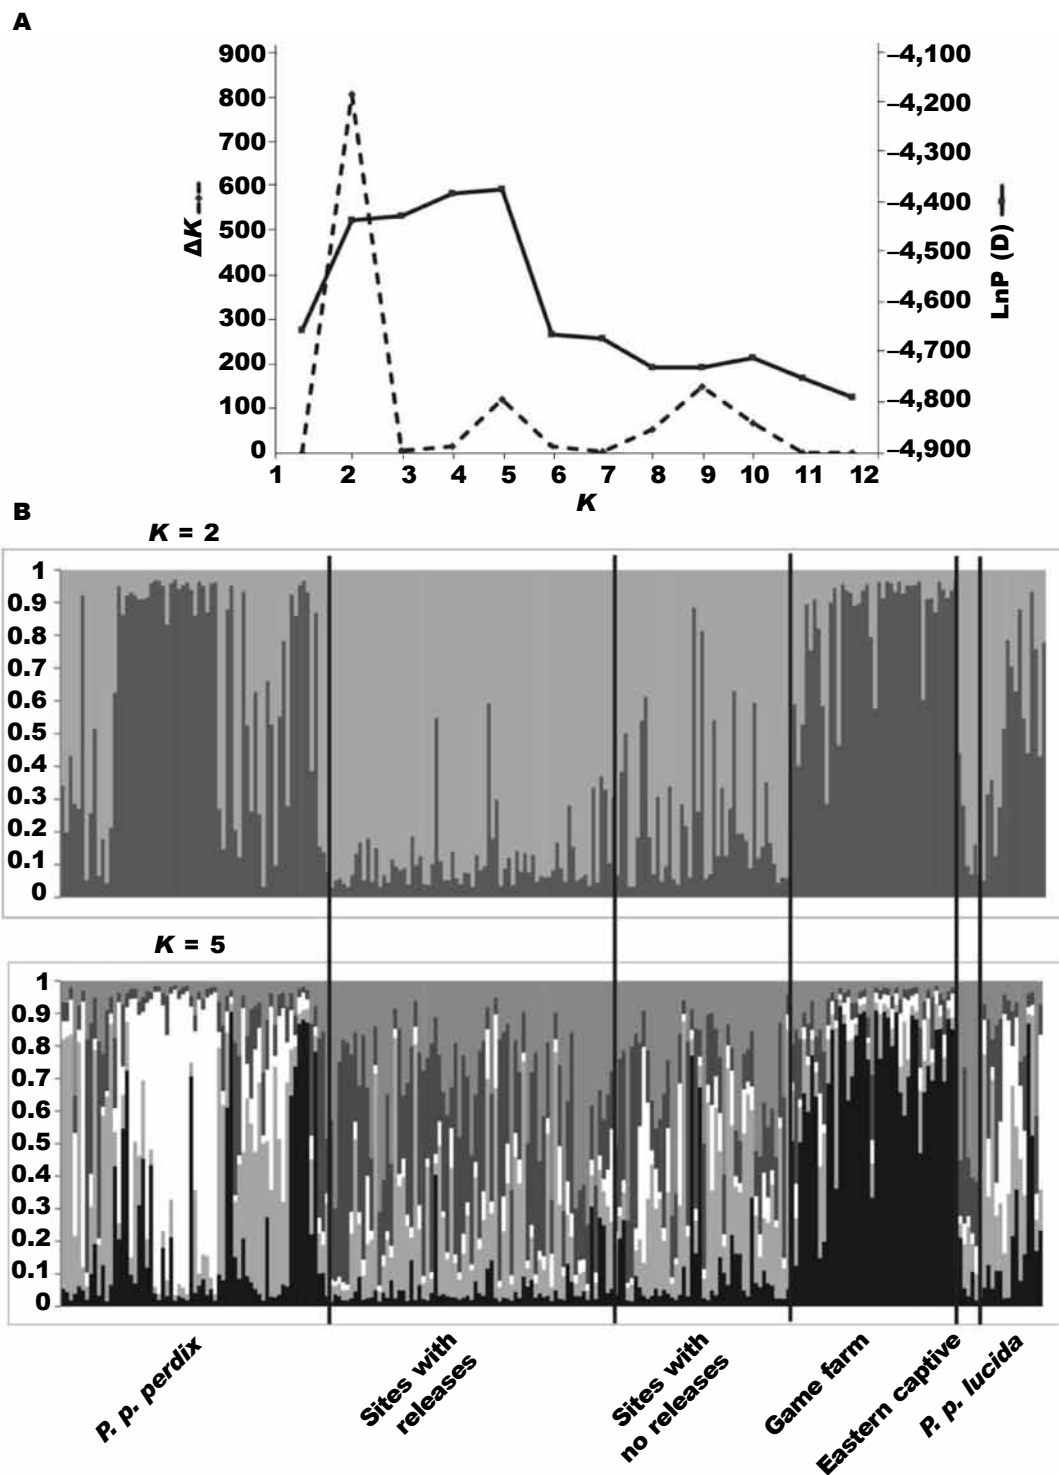 A
900
800
700
600
500
400
300
200
100
0
ΔK
–4,100
–4,200
–4,300
–4,400
–4,500
–4,600
–4,700
–4,800
–4,900
LnP (D)
1 2 3 4 5 6 7 8 9 10 11 12
K
B
K = 2
1
0.9
0.8
0.7
0.6
0.5
0.4
0.3
0.2
0.1
0
K = 5
1
0.9
0.8
0.7
0.6
0.5
0.4
0.3
0.2
0.1
0
P. p. perdix
Sites with
releases
Sites with
no releases
Game farm
Eastern captive
P. p. lucida